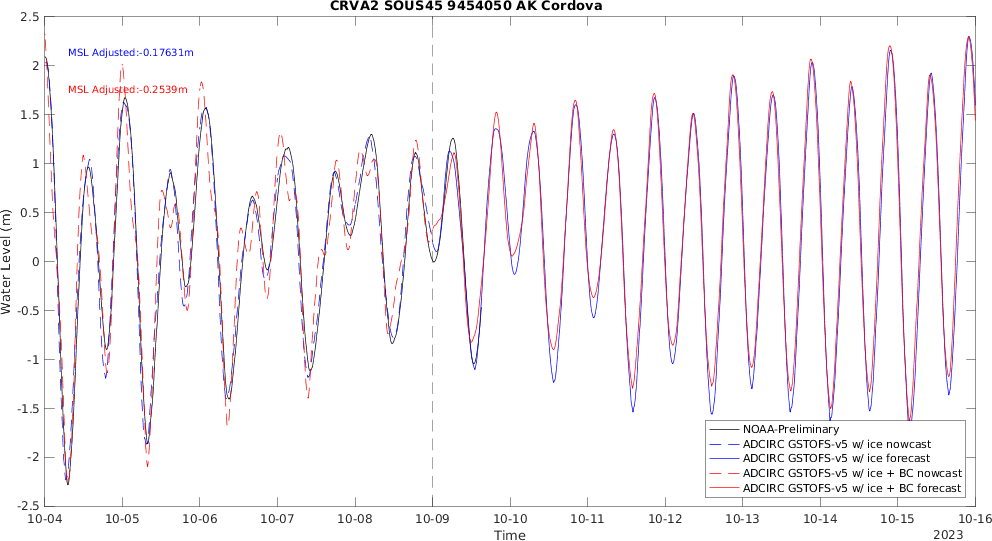 CRVA2 SOUS45 9454050 AK Cordova
MSL Adjusted:-0.17631m
MSL Adjusted:-0.2539m
Water Level (m)
2.5
2
1.5
1
0.5
0
-0.5
-1
-1.5
-2
-2.5
NOAA-Preliminary
ADCIRC GSTOFS-v5 w/ ice nowcast
ADCIRC GSTOFS-v5 w/ ice forecast
ADCIRC GSTOFS-v5 w/ ice + BC nowcast
ADCIRC GSTOFS-v5 w/ ice + BC forecast
10-04 10-05 10-06 10-07 10-08 10-09 10-10 10-11 10-12 10-13 10-14 10-15 10-16
Time
2023